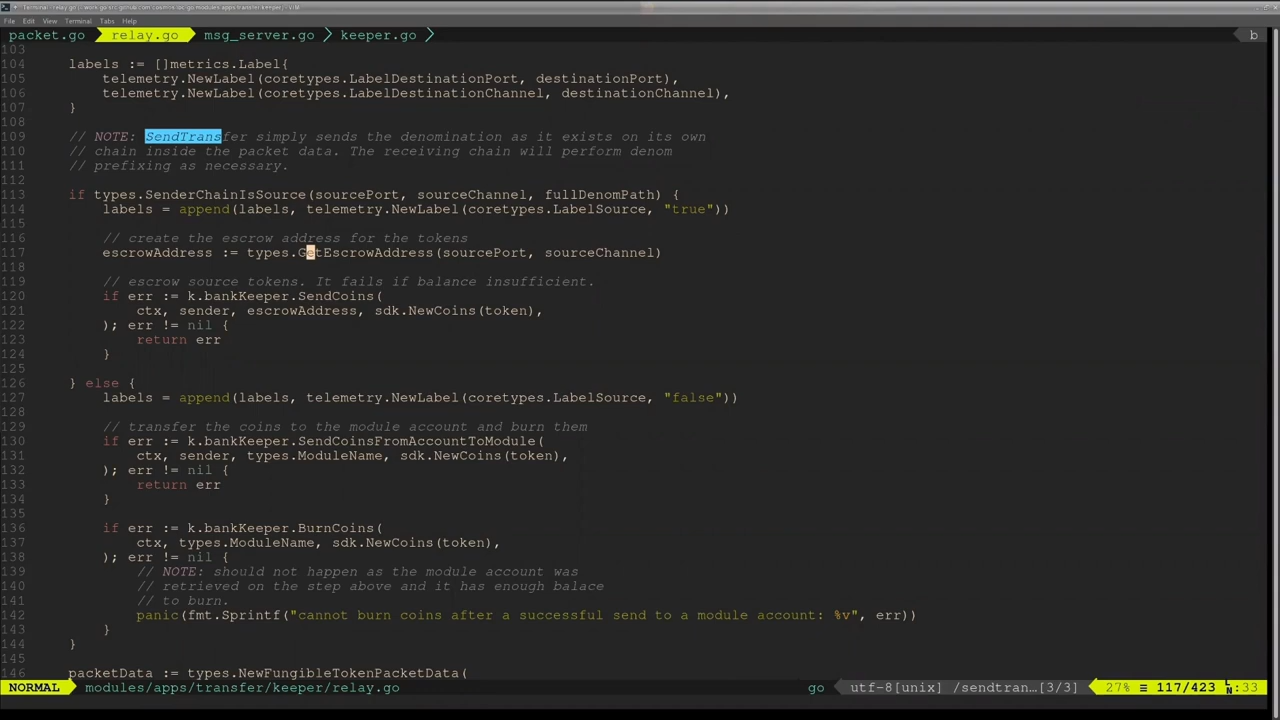 File Edit View Terminal Tabs Help
packet.go relay.go msg_server.go keeper.go b
103
104 labels := []metrics.Label{
105 telemetry.NewLabel(coretypes.LabelDestinationPort, destinationPort),
106 telemetry.NewLabel(coretypes.LabelDestinationChannel, destinationChannel),
107 }
108
109 // NOTE: SendTransfer simply sends the denomination as it exists on its own
110 // chain inside the packet data. The receiving chain will perform denom
111 // prefixing as necessary.
112
113 if types.SenderChainIsSource(sourcePort, sourceChannel, fullDenomPath) {
114 labels = append(labels, telemetry.NewLabel(coretypes.LabelSource, "true"))
115
116 // create the escrow address for the tokens
117 escrowAddress := types.GetEscrowAddress(sourcePort, sourceChannel)
118
119 // escrow source tokens. It fails if balance insufficient.
120 if err := k.bankKeeper.SendCoins(
121 ctx, sender, escrowAddress, sdk.NewCoins(token),
122 ); err != nil {
123 return err
124 }
125
126 } else {
127 labels = append(labels, telemetry.NewLabel(coretypes.LabelSource, "false"))
128
129 // transfer the coins to the module account and burn them
130 if err := k.bankKeeper.SendCoinsFromAccountToModule(
131 ctx, sender, types.ModuleName, sdk.NewCoins(token),
132 ); err != nil {
133 return err
134 }
135
136 if err := k.bankKeeper.BurnCoins(
137 ctx, types.ModuleName, sdk.NewCoins(token),
138 ); err != nil {
139 // NOTE: should not happen as the module account was
140 // retrieved on the step above and it has enough balace
141 // to burn.
142 panic(fmt.Sprintf("cannot burn coins after a successful send to a module account: %v", err))
143 }
144 }
145
146 packetData := types.NewFungibleTokenPacketData(
NORMAL modules/apps/transfer/keeper/relay.go go utf-8[unix] /sendtran…[3/3] 27% ≡ 117/423 LN:33